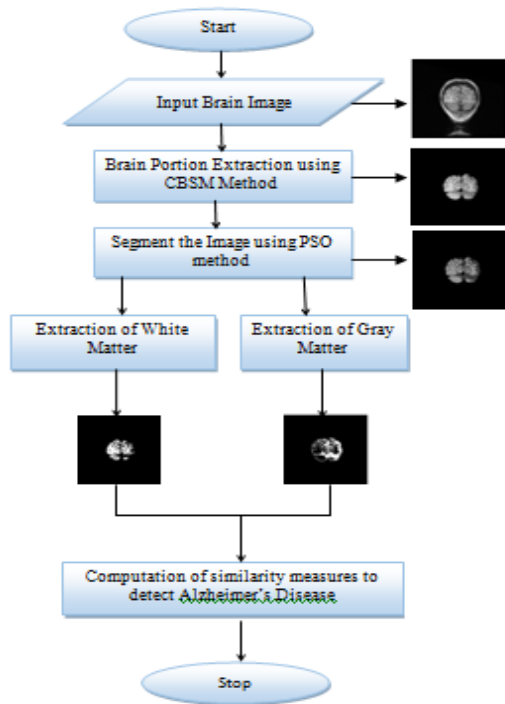 Start
Input Brain Image
Brain Portion Extraction using
CBSM Method
Segment the Image using PSO
method
Extraction of White
Matter
Extraction of Gray
Matter
Computation of similarity measures to
detect Alzheimer's Disease
Stop